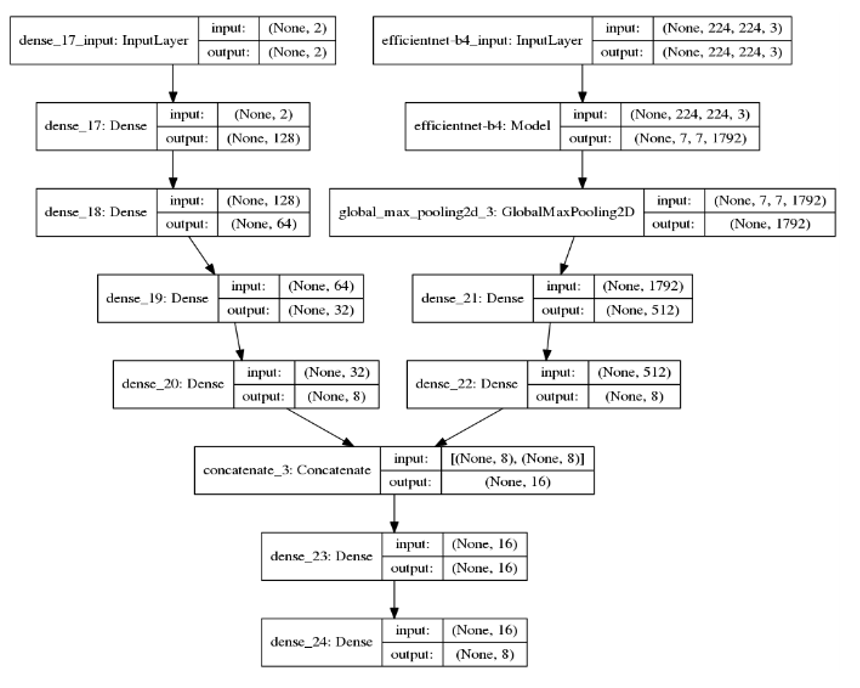 dense_17_input: InputLayer
input: (None, 2)
output: (None, 2)
efficientnet-b4_input: InputLayer
input: (None, 224, 224, 3)
output: (None, 224, 224, 3)
dense_17: Dense
input: (None, 2)
output: (None, 128)
efficientnet-b4: Model
input: (None, 224, 224, 3)
output: (None, 7, 7, 1792)
dense_18: Dense
input: (None, 128)
output: (None, 64)
global_max_pooling2d_3: GlobalMaxPooling2D
input: (None, 7, 7, 1792)
output: (None, 1792)
dense_19: Dense
input: (None, 64)
output: (None, 32)
dense_21: Dense
input: (None, 1792)
output: (None, 512)
dense_20: Dense
input: (None, 32)
output: (None, 8)
dense_22: Dense
input: (None, 512)
output: (None, 8)
concatenate_3: Concatenate
input: [(None, 8), (None, 8)]
output: (None, 16)
dense_23: Dense
input: (None, 16)
output: (None, 16)
dense_24: Dense
input: (None, 16)
output: (None, 8)